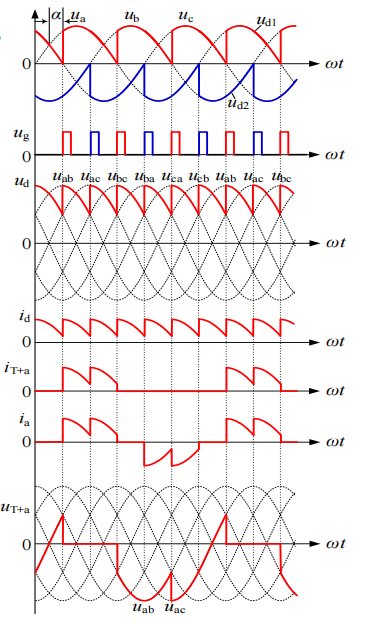 α u_a u_b u_c u_d1
0 ωt
u_d2
u_g
0 ωt
u_d u_ab u_ac u_bc u_ba u_ca u_cb u_ab u_ac u_bc
0 ωt
i_d
0 ωt
i_T+a
0 ωt
i_a
0 ωt
u_T+a
0 ωt
u_ab u_ac